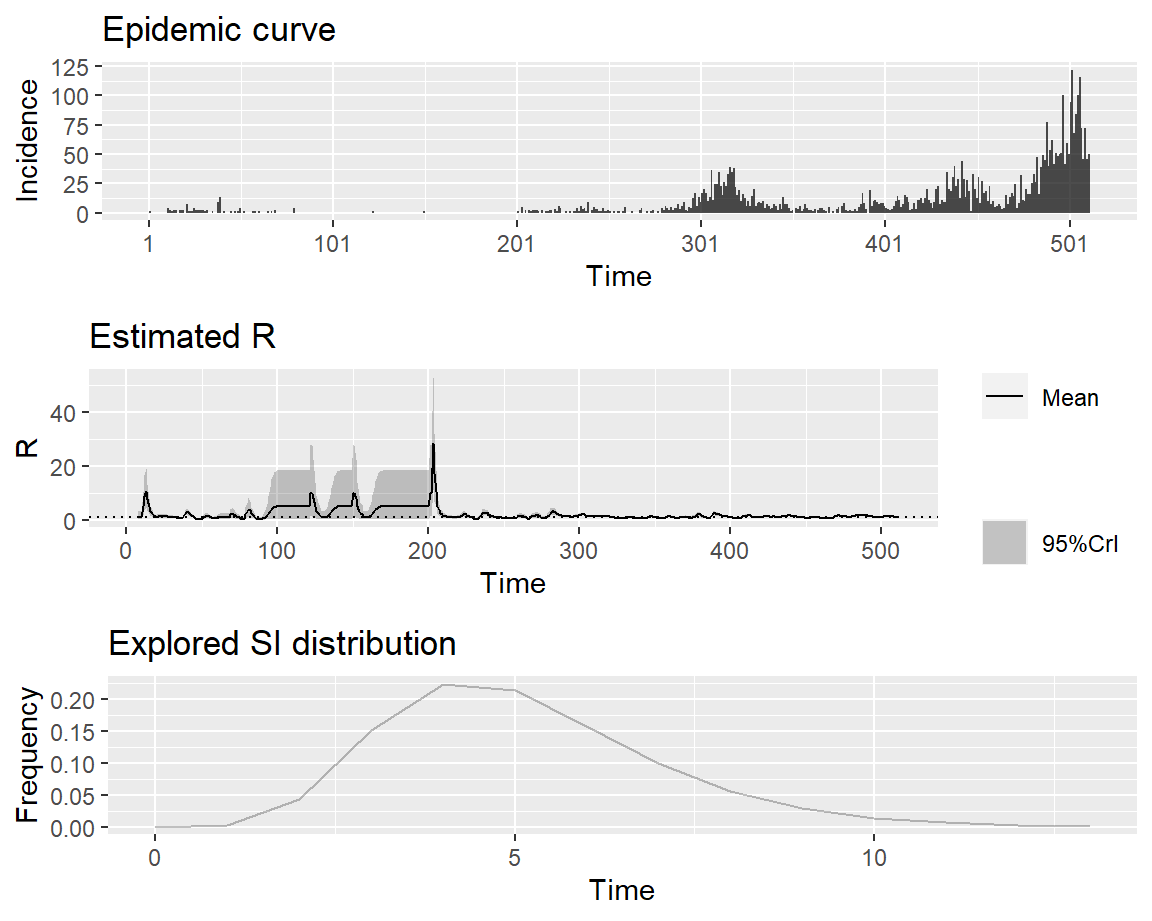 Epidemic curve
125
100
75
50
25
0
Incidence
1 101 201 301 401 501
Time
Estimated R
40
20
0
R
0 100 200 300 400 500
Time
Mean
95%CrI
Explored SI distribution
0.20
0.15
0.10
0.05
0.00
Frequency
0 5 10
Time